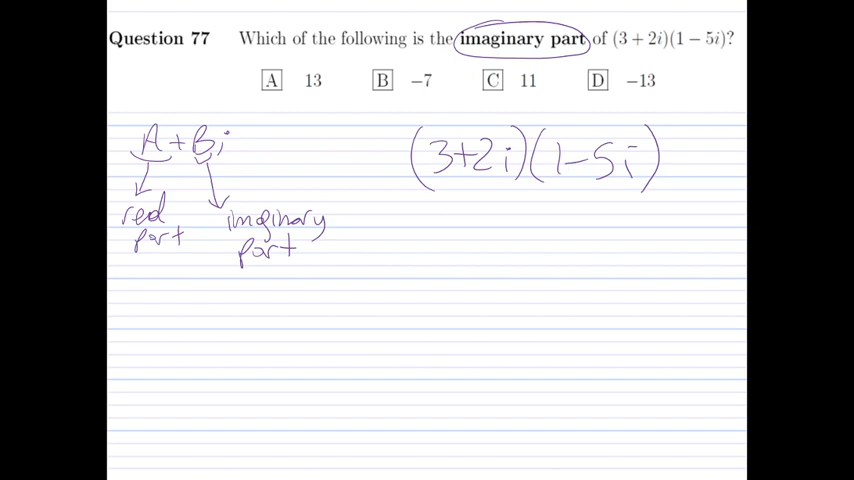 Question 77 Which of the following is the imaginary part of (3 + 2i)(1 − 5i)?
A 13 B −7 C 11 D −13
A+Bi (3+2i)(1-5i)
real imaginary
part part